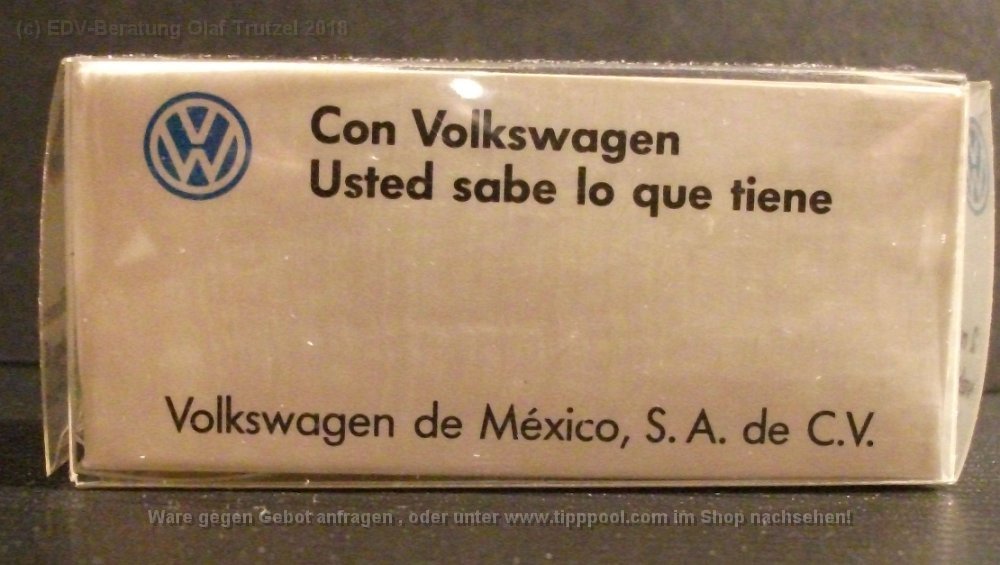 (c) EDV-Beratung Olaf Trutzel 2018
VW
Con Volkswagen
Usted sabe lo que tiene
Volkswagen de México, S. A. de C.V.
Ware gegen Gebot anfragen , oder unter www.tipppool.com im Shop nachsehen!